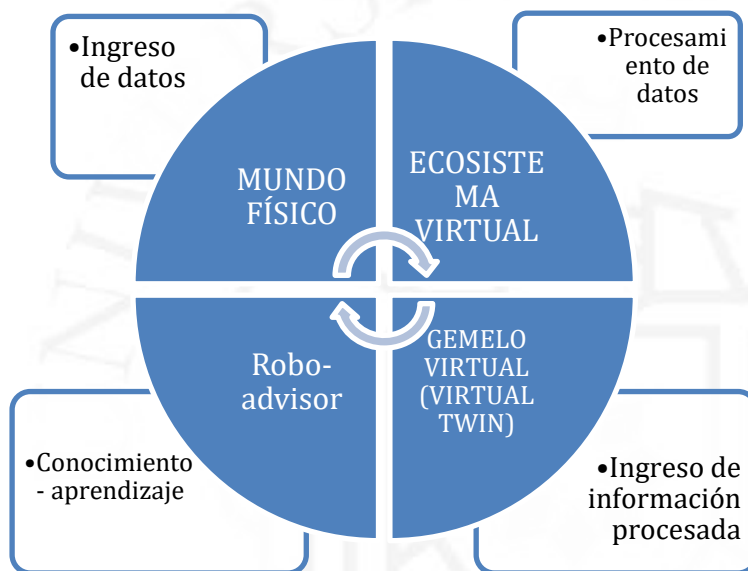 •Ingreso
de datos
•Procesami
ento de
datos
MUNDO
FÍSICO
ECOSISTE
MA
VIRTUAL
Robo-
advisor
GEMELO
VIRTUAL
(VIRTUAL
TWIN)
•Conocimiento
- aprendizaje
•Ingreso de
información
procesada